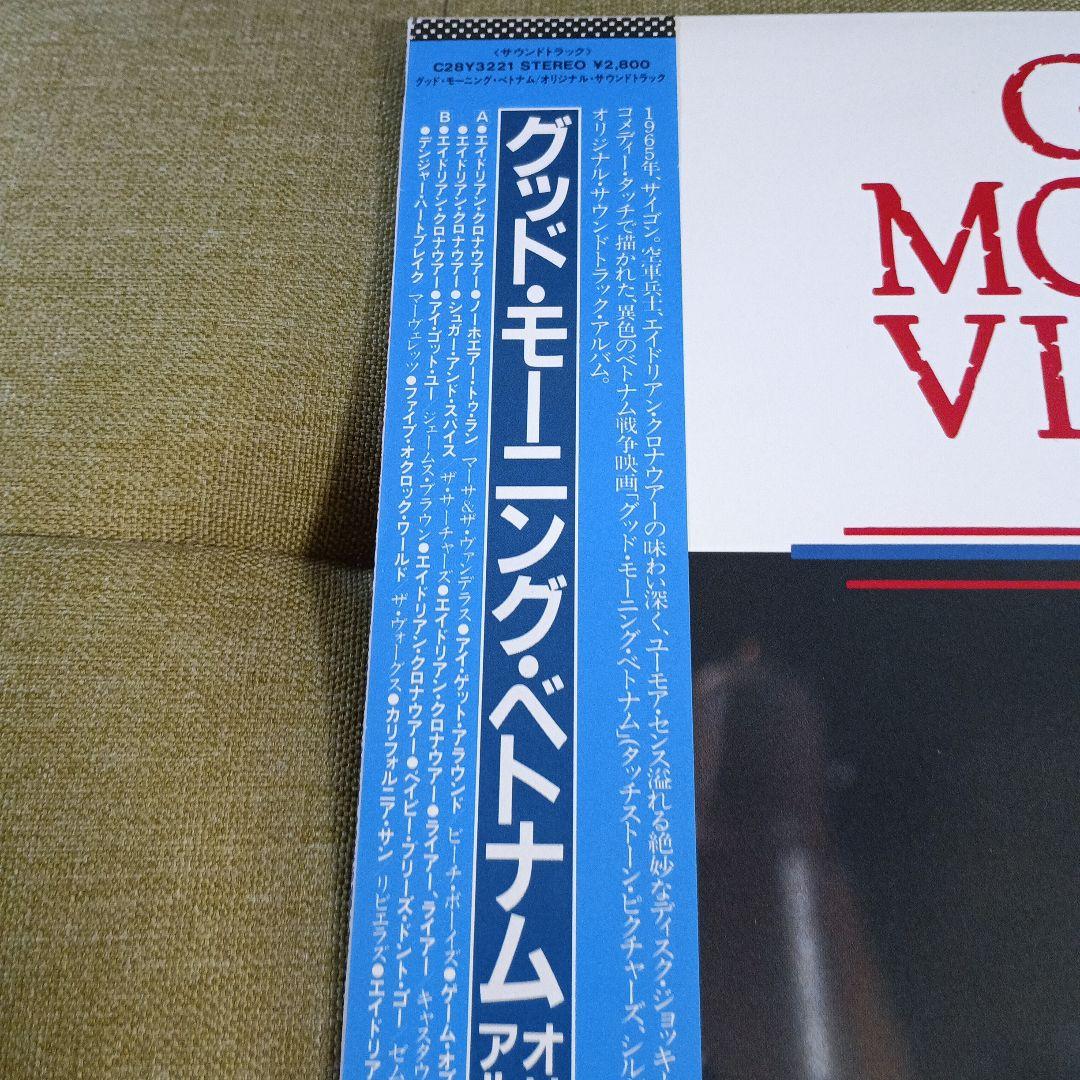 〈サウンドトラック〉
C28Y3221 STEREO ¥2,800
グッド・モーニング・ベトナム/オリジナル・サウンドトラック
1965年、サイゴン。空軍兵士、エイドリアン・クロナウアーの味わい深く、ユーモア・センス溢れる絶妙なディスク・ジョッキー
コメディー・タッチで描かれた、異色のベトナム戦争映画「グッド・モーニング・ベトナム」(タッチストーン・ピクチャーズ、シル
オリジナル・サウンドトラック・アルバム。
グッド・モーニング・ベトナム オ
アル
A●エイドリアン・クロナウアー●ノーホエアー・トゥ・ラン マーサ&ザ・ヴァンデラス●アイ・ゲット・アラウンド ビーチ・ボーイズ●ゲーム・オブ
●エイドリアン・クロナウアー●シュガー・アンド・スパイス ザ・サーチャーズ●エイドリアン・クロナウアー●ライアー、ライアー キャスタウ
B●エイドリアン・クロナウアー●アイ・ゴット・ユー ジェームス・ブラウン●エイドリアン・クロナウアー●ベイビー・プリーズ・ドント・ゴー ゼム
●デンジャー・ハートブレイク マーヴェレッツ●ファイブ・オクロック・ワールド ザ・ヴォーグス●カリフォルニア・サン リビエラズ●エイドリア
G
MO
VI